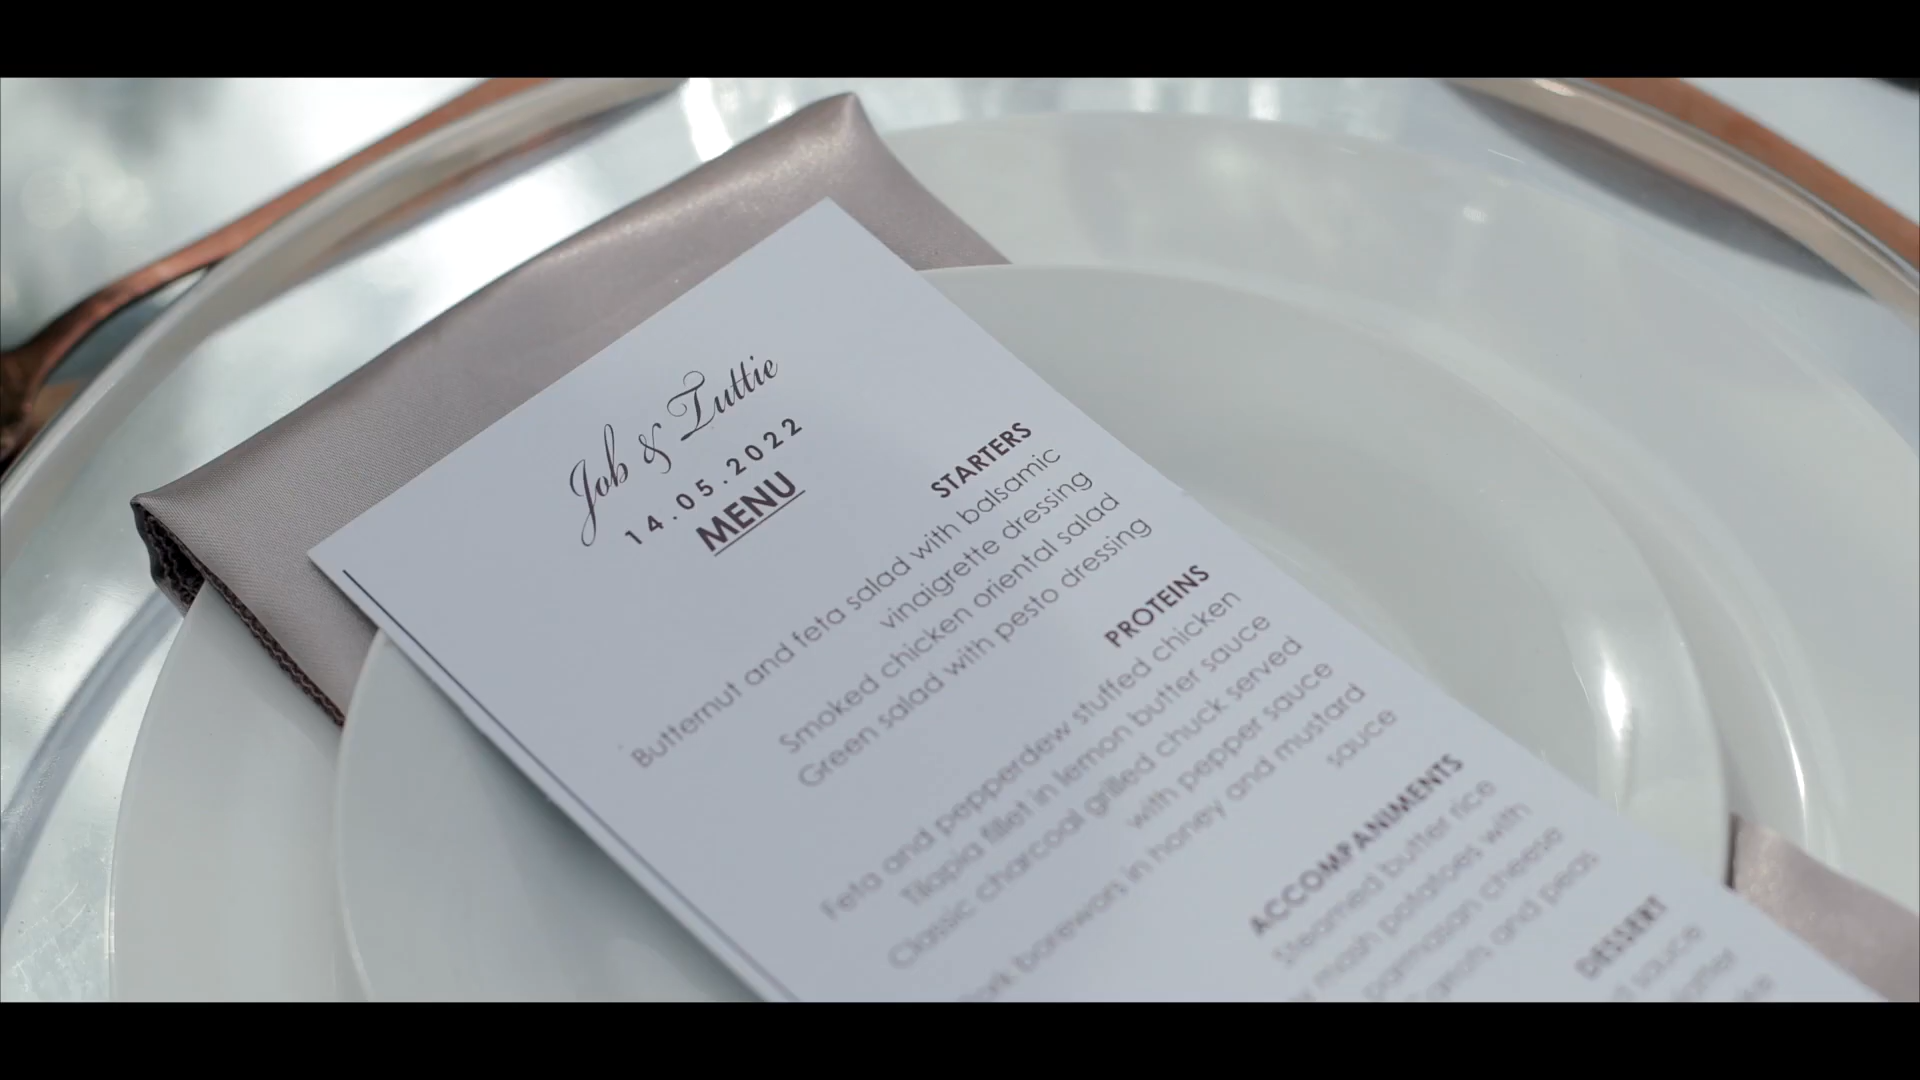 Job & Tuttie
14.05.2022
MENU
STARTERS
Butternut and feta salad with balsamic
vinaigrette dressing
Smoked chicken oriental salad
Green salad with pesto dressing
PROTEINS
Feta and pepperdew stuffed chicken
Tilapia fillet in lemon butter sauce
Classic charcoal grilled chuck served
with pepper sauce
boerewors in honey and mustard
sauce
ACCOMPANIMENTS
Steamed butter rice
mash potatoes with
parmasan cheese
and peas
DESSERT
sauce